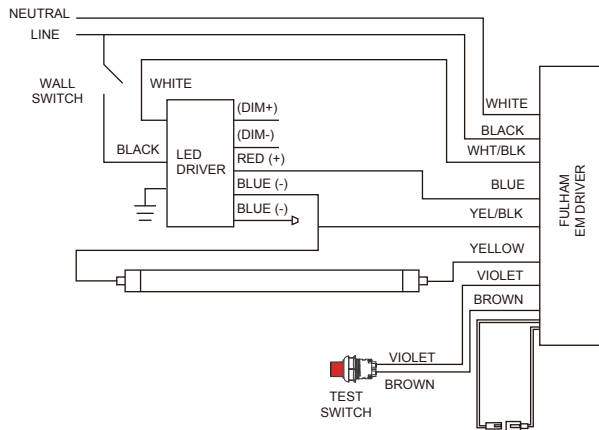 NEUTRAL
LINE
WALL
SWITCH
WHITE
BLACK
LED
DRIVER
(DIM+)
(DIM-)
RED (+)
BLUE (-)
BLUE (-)
WHITE
BLACK
WHT/BLK
BLUE
YEL/BLK
YELLOW
VIOLET
BROWN
FULHAM
EM DRIVER
VIOLET
BROWN
TEST
SWITCH